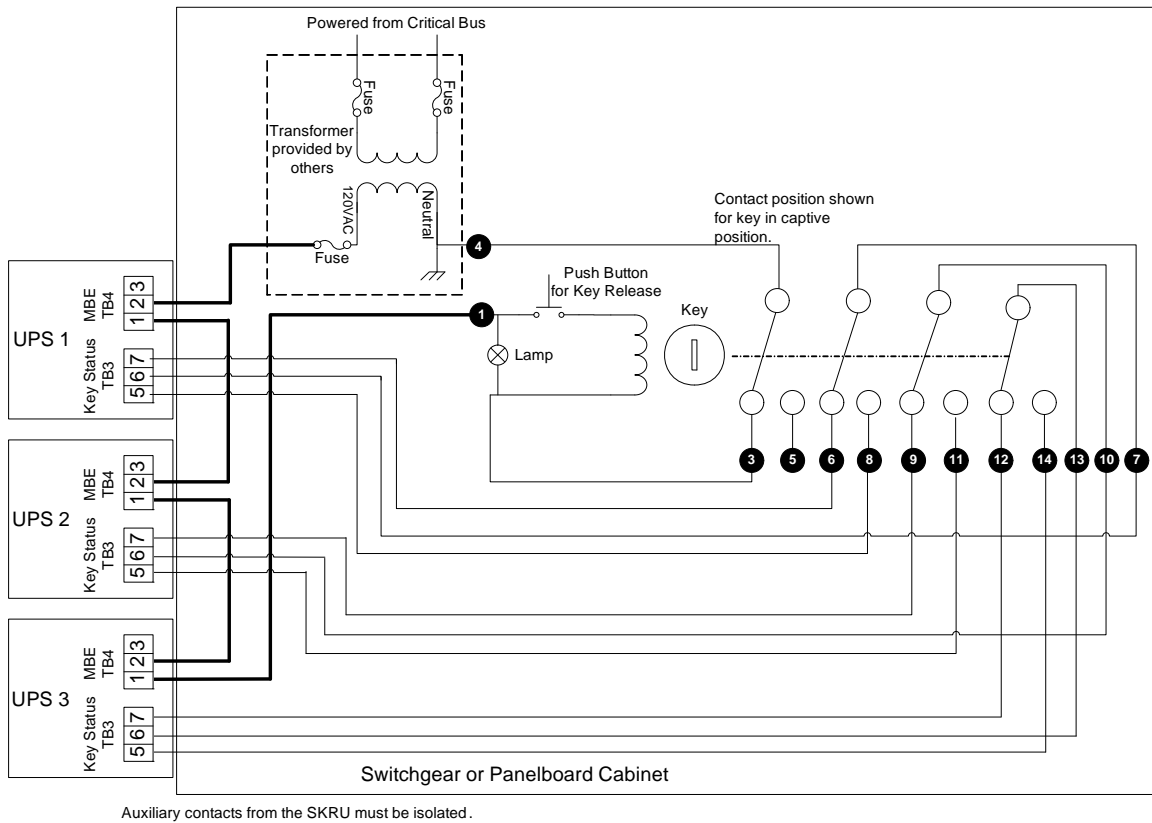 Powered from Critical Bus
Fuse
Fuse
Transformer
provided by
others
120VAC
Neutral
Fuse
4
Contact position shown
for key in captive
position.
Push Button
for Key Release
1
Lamp
Key
3
5
6
8
9
11
12
14
13
10
7
UPS 1
MBE
TB4
1 2 3
Key Status
TB3
5 6 7
UPS 2
MBE
TB4
1 2 3
Key Status
TB3
5 6 7
UPS 3
MBE
TB4
1 2 3
Key Status
TB3
5 6 7
Switchgear or Panelboard Cabinet
Auxiliary contacts from the SKRU must be isolated.